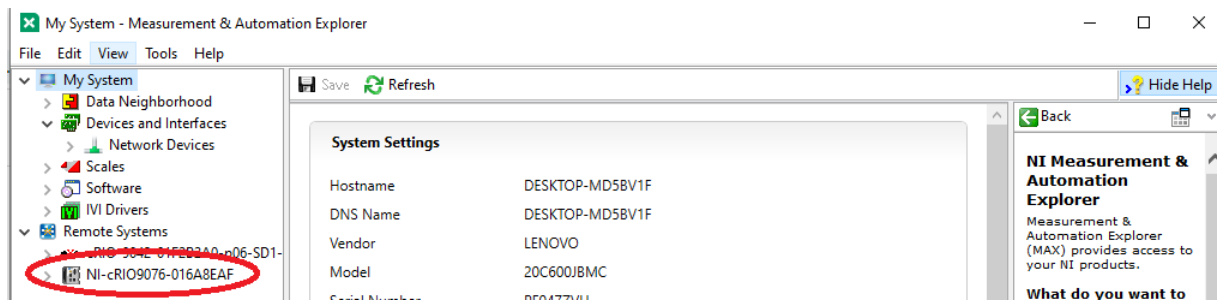 My System - Measurement & Automation Explorer
File Edit View Tools Help
My System
Data Neighborhood
Devices and Interfaces
Network Devices
Scales
Software
IVI Drivers
Remote Systems
NI-cRIO9076-016A8EAF
Save Refresh
Hide Help
System Settings
Hostname DESKTOP-MD5BV1F
DNS Name DESKTOP-MD5BV1F
Vendor LENOVO
Model 20C600JBMC
Serial Number
Back
NI Measurement &
Automation
Explorer
Measurement &
Automation Explorer
(MAX) provides access to
your NI products.
What do you want to